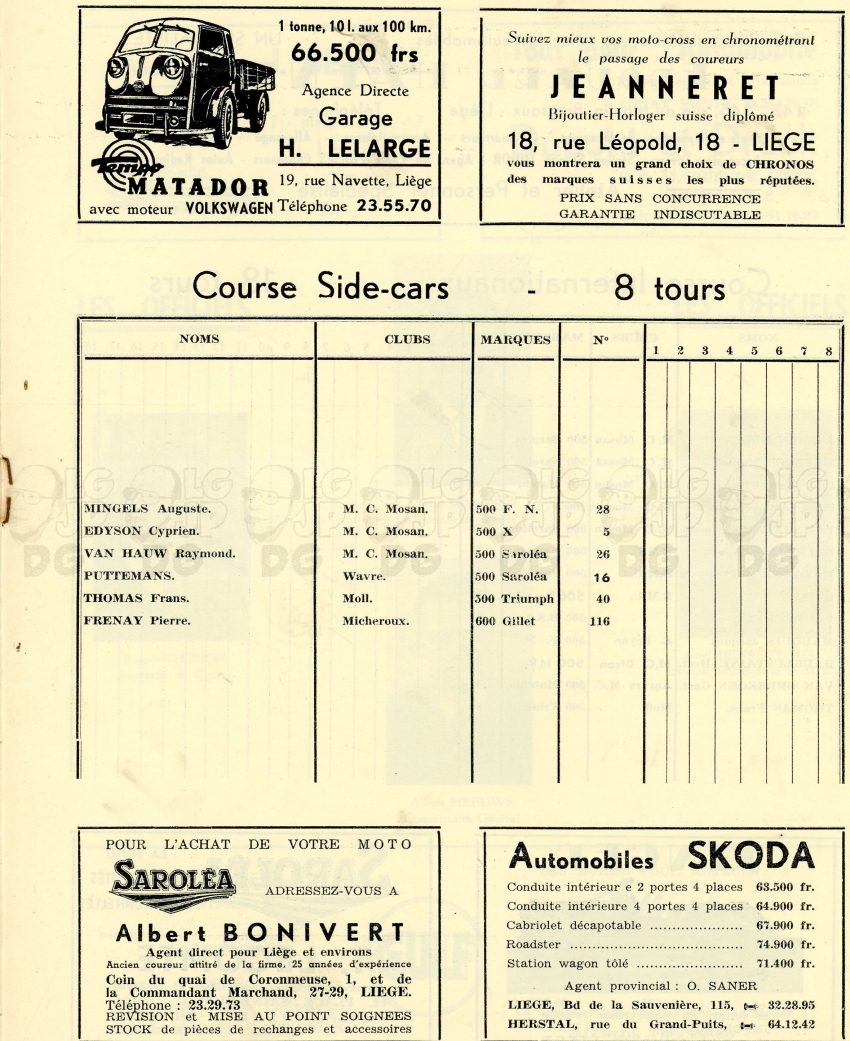 1 tonne, 10 l. aux 100 km.
66.500 frs
Agence Directe
Garage
H. LELARGE
19, rue Navette, Liège
Téléphone 23.55.70
Tempo
MATADOR
avec moteur VOLKSWAGEN
Suivez mieux vos moto-cross en chronométrant
le passage des coureurs
JEANNERET
Bijoutier-Horloger suisse diplômé
18, rue Léopold, 18 - LIEGE
vous montrera un grand choix de CHRONOS
des marques suisses les plus réputées.
PRIX SANS CONCURRENCE
GARANTIE INDISCUTABLE
Course Side-cars - 8 tours
NOMS CLUBS MARQUES N° 1 2 3 4 5 6 7 8
MINGELS Auguste. M. C. Mosan. 500 F. N. 28
EDYSON Cyprien. M. C. Mosan. 500 X 5
VAN HAUW Raymond. M. C. Mosan. 500 Saroléa 26
PUTTEMANS. Wavre. 500 Saroléa 16
THOMAS Frans. Moll. 500 Triumph 40
FRENAY Pierre. Micheroux. 600 Gillet 116
POUR L'ACHAT DE VOTRE MOTO
SAROLÉA ADRESSEZ-VOUS A
Albert BONIVERT
Agent direct pour Liège et environs
Ancien coureur attitré de la firme, 25 années d'expérience
Coin du quai de Coronmeuse, 1, et de
la Commandant Marchand, 27-29, LIEGE.
Téléphone : 23.29.73
REVISION et MISE AU POINT SOIGNEES
STOCK de pièces de rechanges et accessoires
Automobiles SKODA
Conduite intérieur e 2 portes 4 places 63.500 fr.
Conduite intérieure 4 portes 4 places 64.900 fr.
Cabriolet décapotable .................... 67.900 fr.
Roadster .................................... 74.900 fr.
Station wagon tôlé ...................... 71.400 fr.
Agent provincial : O. SANER
LIEGE, Bd de la Sauvenière, 115, 32.28.95
HERSTAL, rue du Grand-Puits, 64.12.42